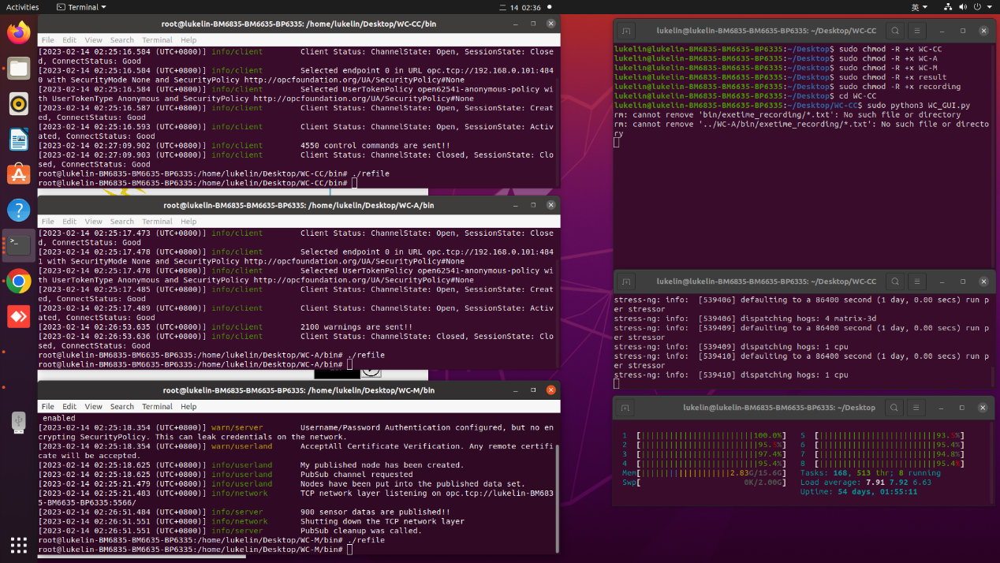 Activities
Terminal
二 14 02:36
英
root@lukelin-BM6835-BM6635-BP6335: /home/lukelin/Desktop/WC-CC/bin
File Edit View Search Terminal Help
[2023-02-14 02:25:16.584 (UTC+0800)] info/client Client Status: ChannelState: Open, SessionState: Close
d, ConnectStatus: Good
[2023-02-14 02:25:16.584 (UTC+0800)] info/client Selected endpoint 0 in URL opc.tcp://192.168.0.101:484
0 with SecurityMode None and SecurityPolicy http://opcfoundation.org/UA/SecurityPolicy#None
[2023-02-14 02:25:16.584 (UTC+0800)] info/client Selected UserTokenPolicy open62541-anonymous-policy wi
th UserTokenType Anonymous and SecurityPolicy http://opcfoundation.org/UA/SecurityPolicy#None
[2023-02-14 02:25:16.587 (UTC+0800)] info/client Client Status: ChannelState: Open, SessionState: Creat
ed, ConnectStatus: Good
[2023-02-14 02:25:16.593 (UTC+0800)] info/client Client Status: ChannelState: Open, SessionState: Activ
ated, ConnectStatus: Good
[2023-02-14 02:27:09.902 (UTC+0800)] info/client 4550 control commands are sent!!
[2023-02-14 02:27:09.903 (UTC+0800)] info/client Client Status: ChannelState: Closed, SessionState: Clo
sed, ConnectStatus: Good
root@lukelin-BM6835-BM6635-BP6335:/home/lukelin/Desktop/WC-CC/bin# ./refile
root@lukelin-BM6835-BM6635-BP6335:/home/lukelin/Desktop/WC-CC/bin#
root@lukelin-BM6835-BM6635-BP6335: /home/lukelin/Desktop/WC-A/bin
File Edit View Search Terminal Help
[2023-02-14 02:25:17.473 (UTC+0800)] info/client Client Status: ChannelState: Open, SessionState: Close
d, ConnectStatus: Good
[2023-02-14 02:25:17.478 (UTC+0800)] info/client Selected endpoint 0 in URL opc.tcp://192.168.0.101:484
1 with SecurityMode None and SecurityPolicy http://opcfoundation.org/UA/SecurityPolicy#None
[2023-02-14 02:25:17.478 (UTC+0800)] info/client Selected UserTokenPolicy open62541-anonymous-policy wi
th UserTokenType Anonymous and SecurityPolicy http://opcfoundation.org/UA/SecurityPolicy#None
[2023-02-14 02:25:17.485 (UTC+0800)] info/client Client Status: ChannelState: Open, SessionState: Creat
ed, ConnectStatus: Good
[2023-02-14 02:25:17.489 (UTC+0800)] info/client Client Status: ChannelState: Open, SessionState: Activ
ated, ConnectStatus: Good
[2023-02-14 02:26:53.635 (UTC+0800)] info/client 2100 warnings are sent!!
[2023-02-14 02:26:53.636 (UTC+0800)] info/client Client Status: ChannelState: Closed, SessionState: Clo
sed, ConnectStatus: Good
root@lukelin-BM6835-BM6635-BP6335:/home/lukelin/Desktop/WC-A/bin# ./refile
root@lukelin-BM6835-BM6635-BP6335:/home/lukelin/Desktop/WC-A/bin#
root@lukelin-BM6835-BM6635-BP6335: /home/lukelin/Desktop/WC-M/bin
File Edit View Search Terminal Help
enabled
[2023-02-14 02:25:18.354 (UTC+0800)] warn/server Username/Password Authentication configured, but no en
crypting SecurityPolicy. This can leak credentials on the network.
[2023-02-14 02:25:18.354 (UTC+0800)] warn/userland AcceptAll Certificate Verification. Any remote certifi
cate will be accepted.
[2023-02-14 02:25:18.625 (UTC+0800)] info/userland My published node has been created.
[2023-02-14 02:25:18.625 (UTC+0800)] info/userland PubSub channel requested
[2023-02-14 02:25:21.479 (UTC+0800)] info/userland Nodes have been put into the published data set.
[2023-02-14 02:25:21.483 (UTC+0800)] info/network TCP network layer listening on opc.tcp://lukelin-BM683
5-BM6635-BP6335:5566/
[2023-02-14 02:26:51.484 (UTC+0800)] info/server 900 sensor datas are published!!
[2023-02-14 02:26:51.551 (UTC+0800)] info/network Shutting down the TCP network layer
[2023-02-14 02:26:51.551 (UTC+0800)] info/server PubSub cleanup was called.
root@lukelin-BM6835-BM6635-BP6335:/home/lukelin/Desktop/WC-M/bin# ./refile
root@lukelin-BM6835-BM6635-BP6335:/home/lukelin/Desktop/WC-M/bin#
lukelin@lukelin-BM6835-BM6635-BP6335: ~/Desktop/WC-CC
lukelin@lukelin-BM6835-BM6635-BP6335:~/Desktop$ sudo chmod -R +x WC-CC
lukelin@lukelin-BM6835-BM6635-BP6335:~/Desktop$ sudo chmod -R +x WC-A
lukelin@lukelin-BM6835-BM6635-BP6335:~/Desktop$ sudo chmod -R +x WC-M
lukelin@lukelin-BM6835-BM6635-BP6335:~/Desktop$ sudo chmod -R +x result
lukelin@lukelin-BM6835-BM6635-BP6335:~/Desktop$ sudo chmod -R +x recording
lukelin@lukelin-BM6835-BM6635-BP6335:~/Desktop$ cd WC-CC
lukelin@lukelin-BM6835-BM6635-BP6335:~/Desktop/WC-CC$ sudo python3 WC_GUI.py
rm: cannot remove 'bin/exetime_recording/*.txt': No such file or directory
rm: cannot remove '../WC-A/bin/exetime_recording/*.txt': No such file or directo
ry
lukelin@lukelin-BM6835-BM6635-BP6335: ~/Desktop/WC-CC
stress-ng: info: [539406] defaulting to a 86400 second (1 day, 0.00 secs) run p
er stressor
stress-ng: info: [539406] dispatching hogs: 4 matrix-3d
stress-ng: info: [539409] defaulting to a 86400 second (1 day, 0.00 secs) run p
er stressor
stress-ng: info: [539409] dispatching hogs: 1 cpu
stress-ng: info: [539410] defaulting to a 86400 second (1 day, 0.00 secs) run p
er stressor
stress-ng: info: [539410] dispatching hogs: 1 cpu
lukelin@lukelin-BM6835-BM6635-BP6335: ~/Desktop
1 [100.0%] 5 [93.5%]
2 [95.5%] 6 [95.4%]
3 [97.4%] 7 [94.8%]
4 [95.4%] 8 [95.4%]
Mem[2.83G/15.6G] Tasks: 168, 513 thr; 8 running
Swp[0K/2.00G] Load average: 7.91 7.92 6.63
Uptime: 54 days, 01:55:11